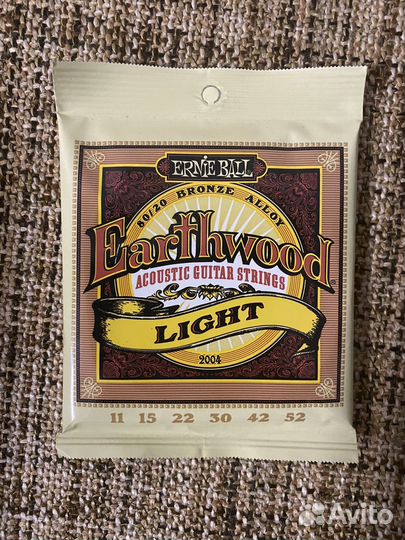 ERNIE BALL
80/20 BRONZE ALLOY
Earthwood
ACOUSTIC GUITAR STRINGS
LIGHT
2004
11 15 22 30 42 52
Avito